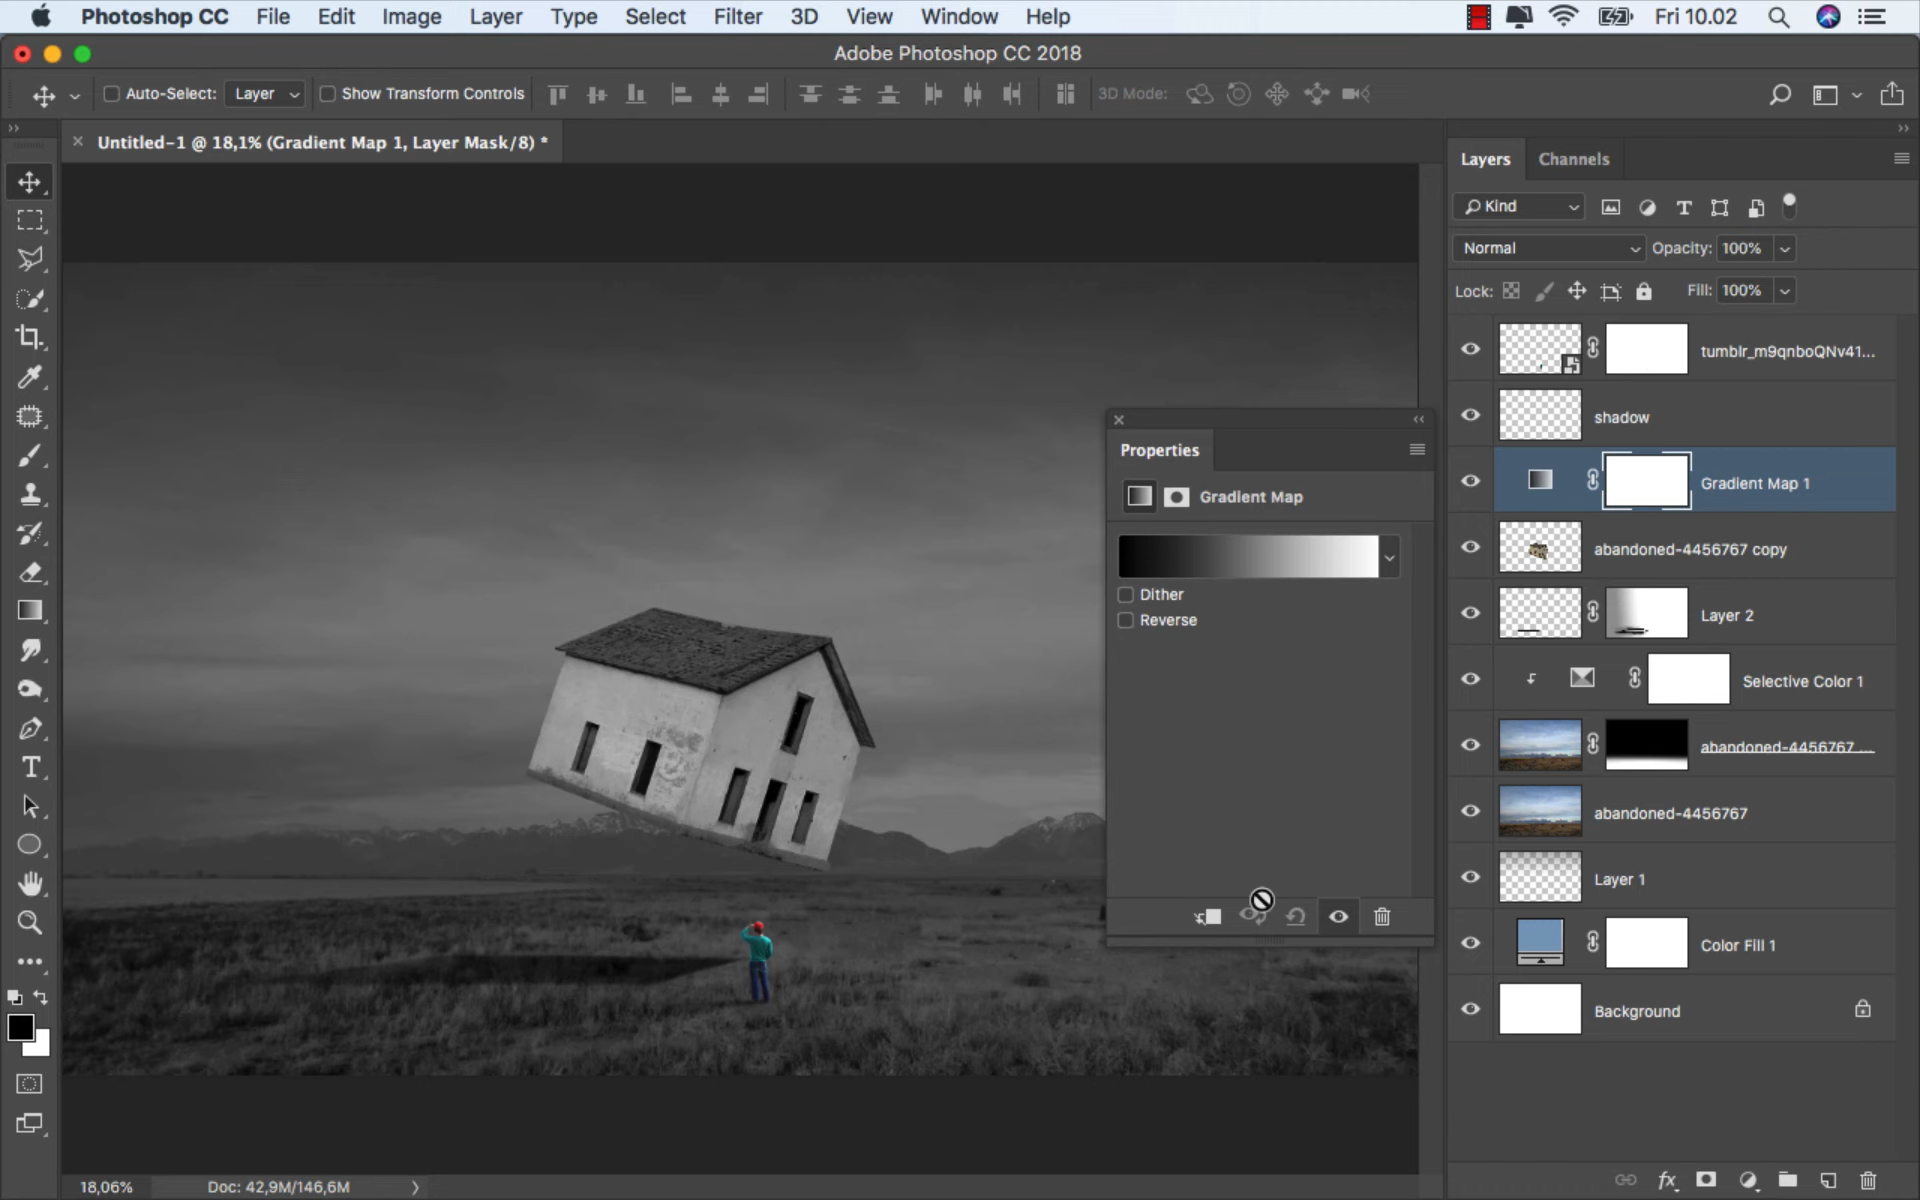 Photoshop CC File Edit Image Layer Type Select Filter 3D View Window Help Fri 10.02
Adobe Photoshop CC 2018
Auto-Select: Layer Show Transform Controls 3D Mode:
Untitled-1 @ 18,1% (Gradient Map 1, Layer Mask/8) *
Layers Channels
Kind
Normal Opacity: 100%
Lock: Fill: 100%
tumblr_m9qnboQNv41...
shadow
Properties
Gradient Map 1
Gradient Map
abandoned-4456767 copy
Dither
Reverse
Layer 2
Selective Color 1
abandoned-4456767 ...
abandoned-4456767
Layer 1
Color Fill 1
Background
18,06% Doc: 42,9M/146,6M
fx